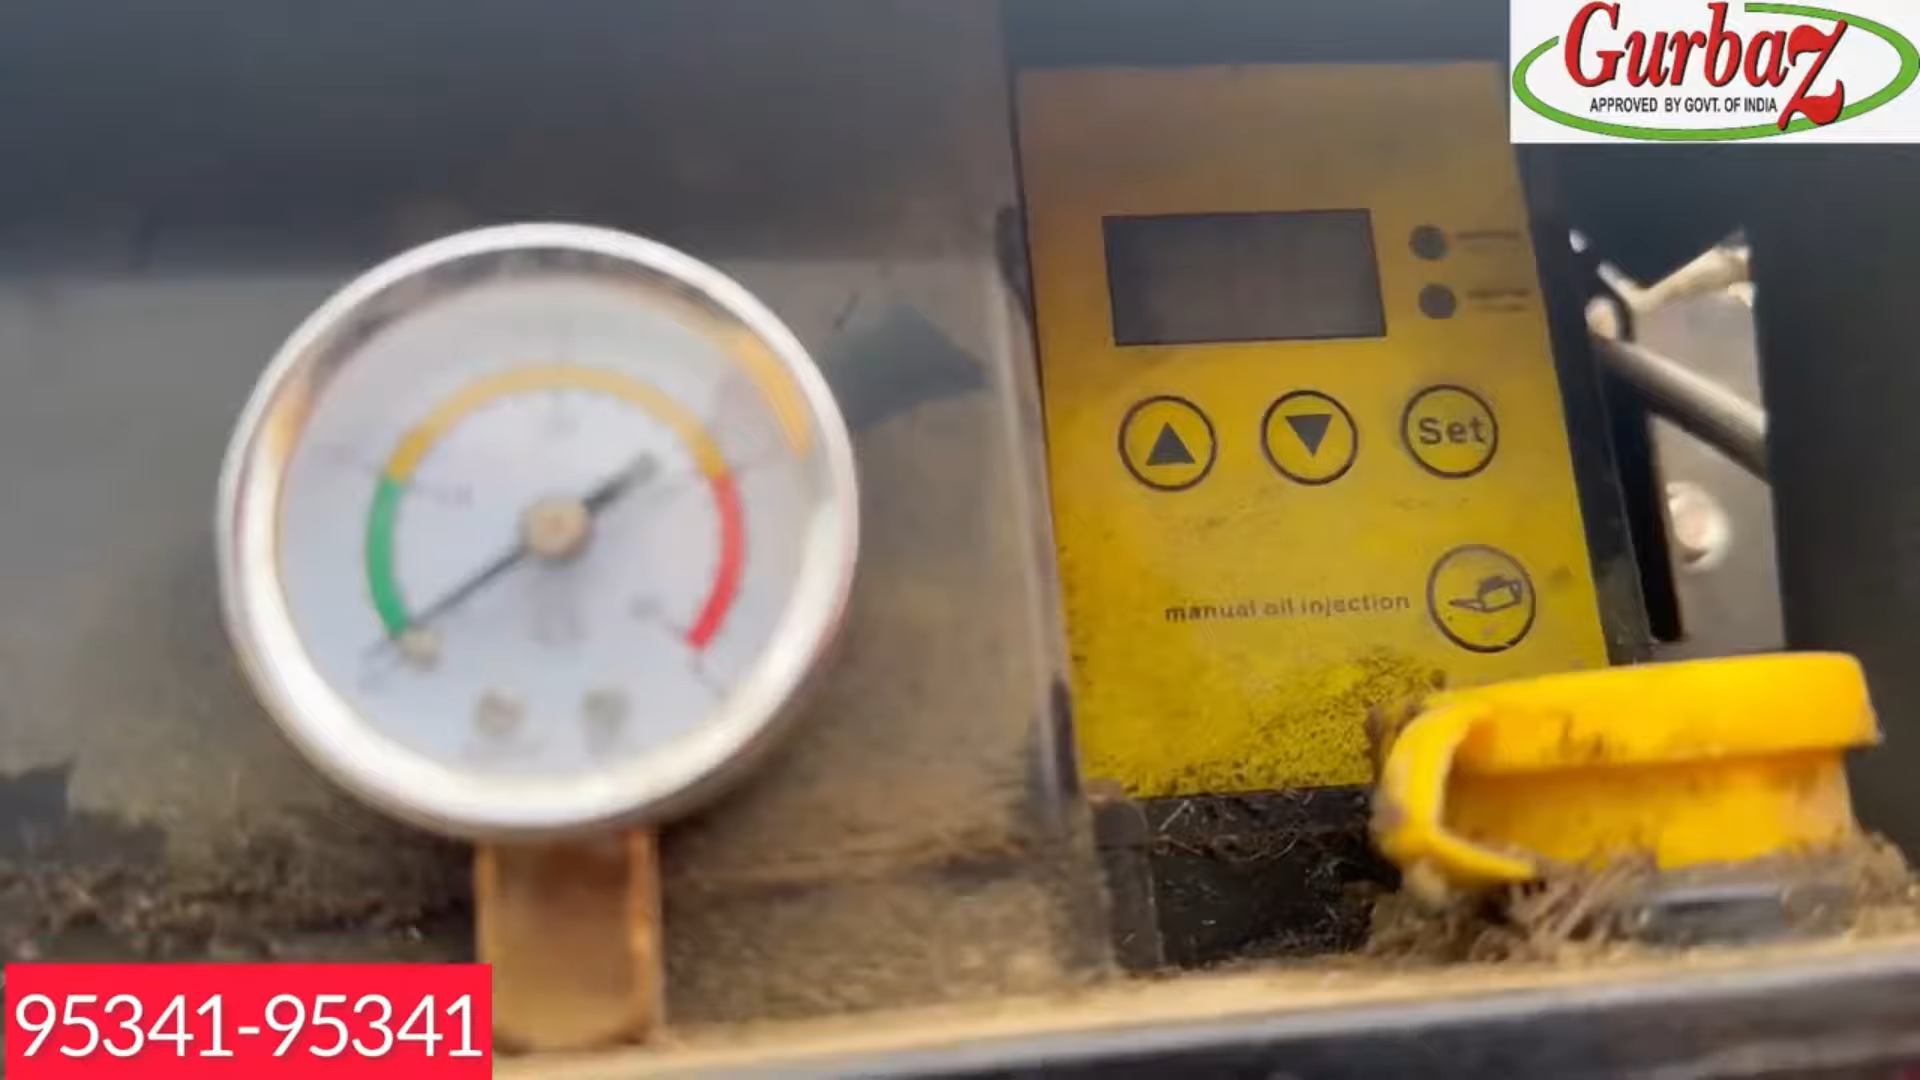 Gurbaz
APPROVED BY GOVT. OF INDIA
Set
manual oil injection
95341-95341